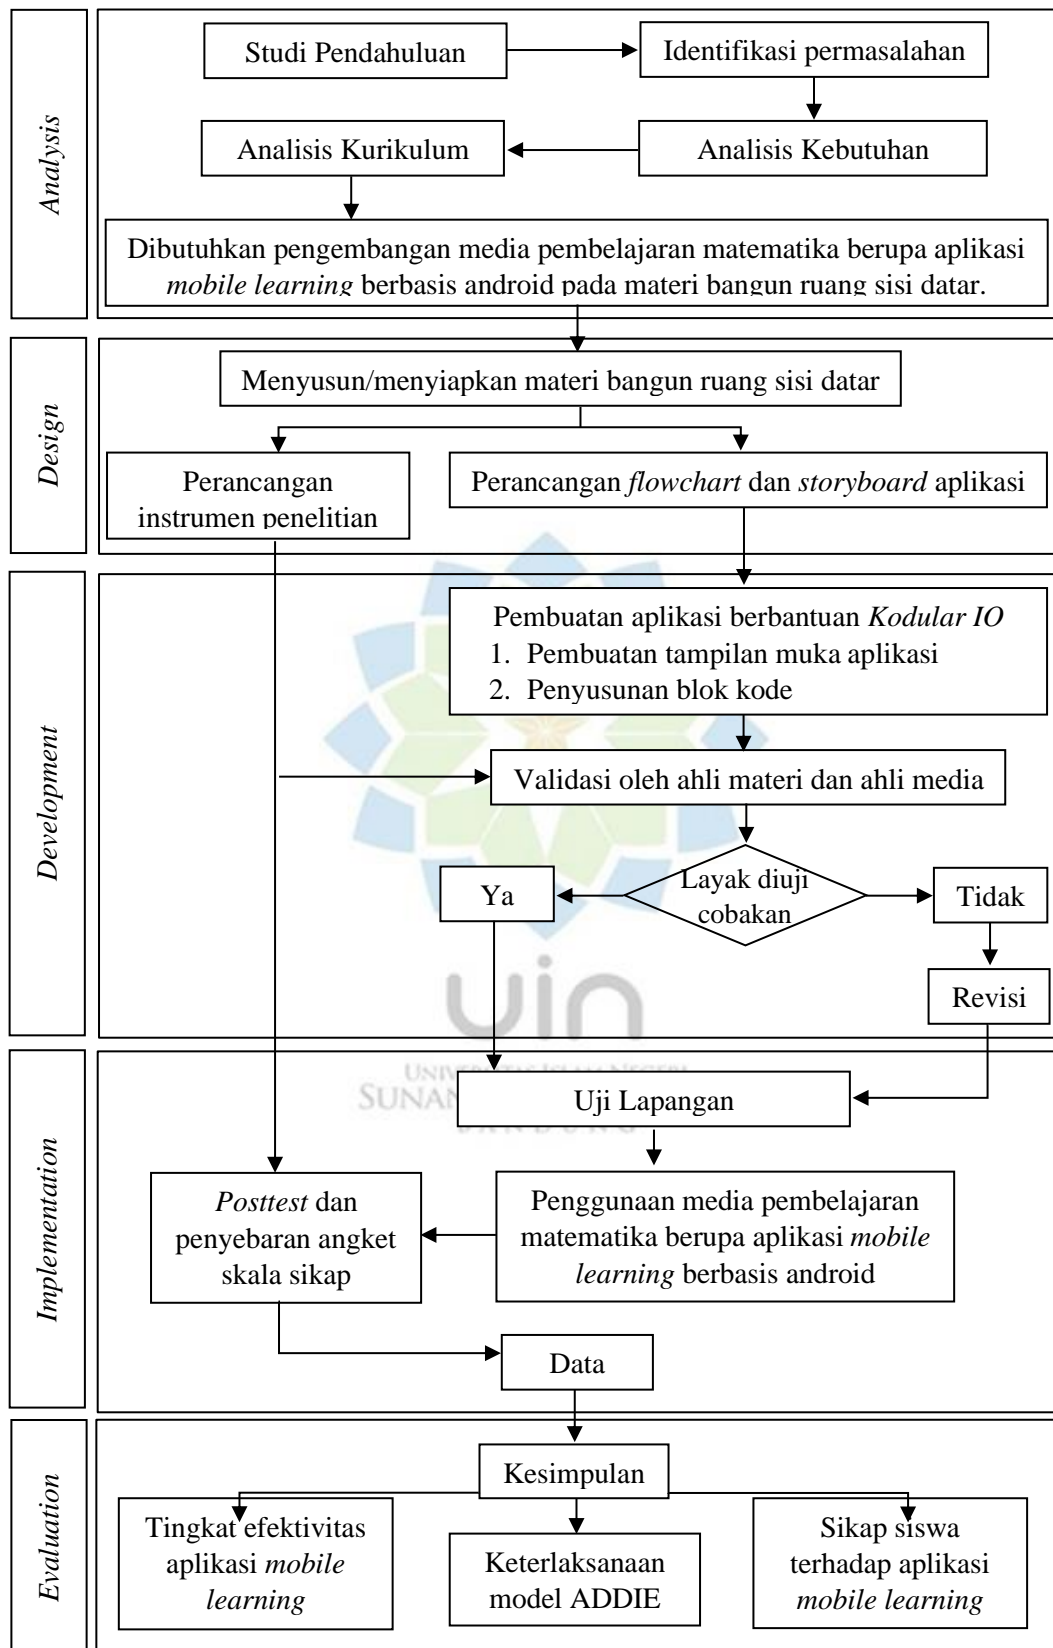 Analysis
Studi Pendahuluan
Identifikasi permasalahan
Analisis Kurikulum
Analisis Kebutuhan
Dibutuhkan pengembangan media pembelajaran matematika berupa aplikasi
mobile learning berbasis android pada materi bangun ruang sisi datar.
Design
Menyusun/menyiapkan materi bangun ruang sisi datar
Perancangan
instrumen penelitian
Perancangan flowchart dan storyboard aplikasi
Development
Pembuatan aplikasi berbantuan Kodular IO
1. Pembuatan tampilan muka aplikasi
2. Penyusunan blok kode
Validasi oleh ahli materi dan ahli media
Layak diuji
cobakan
Ya
Tidak
Revisi
uin
Implementation
SUNAN
Uji Lapangan
Posttest dan
penyebaran angket
skala sikap
Penggunaan media pembelajaran
matematika berupa aplikasi mobile
learning berbasis android
Data
Evaluation
Kesimpulan
Tingkat efektivitas
aplikasi mobile
learning
Keterlaksanaan
model ADDIE
Sikap siswa
terhadap aplikasi
mobile learning